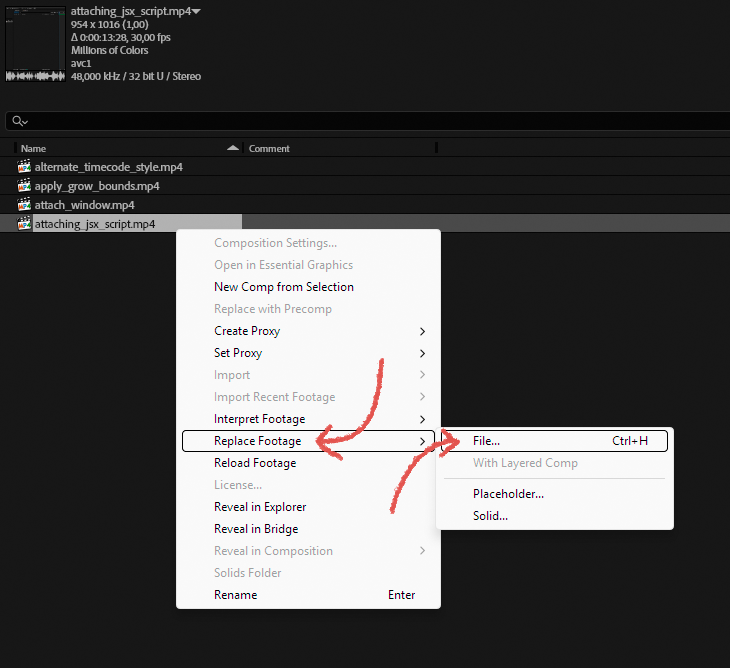 attaching_jsx_script.mp4
954 x 1016 (1,00)
Δ 0:00:13:28, 30,00 fps
Millions of Colors
avc1
48,000 kHz / 32 bit U / Stereo
Name Comment
alternate_timecode_style.mp4
apply_grow_bounds.mp4
attach_window.mp4
attaching_jsx_script.mp4
Composition Settings...
Open in Essential Graphics
New Comp from Selection
Replace with Precomp
Create Proxy
Set Proxy
Import
Import Recent Footage
Interpret Footage
Replace Footage
Reload Footage
License...
Reveal in Explorer
Reveal in Bridge
Reveal in Composition
Solids Folder
Rename Enter
File... Ctrl+H
With Layered Comp
Placeholder...
Solid...